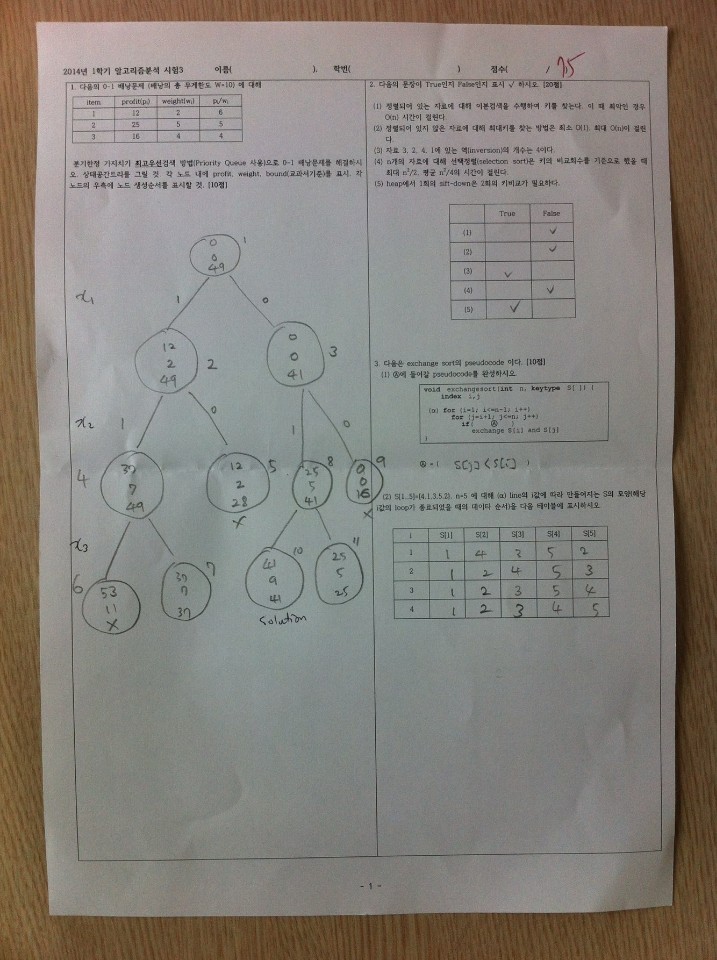 2014년 1학기 알고리즘분석 시험3 이름( ), 학번( ) 점수( / 75
1. 다음의 0-1 배낭문제 (배낭의 총 무게한도 W=10) 에 대해
item profit(pᵢ) weight(wᵢ) pᵢ/wᵢ
1 12 2 6
2 25 5 5
3 16 4 4
분기한정 가지치기 최고우선검색 방법(Priority Queue 사용)으로 0-1 배낭문제를 해결하시
오. 상태공간트리를 그릴 것. 각 노드 내에 profit, weight, bound(교과서기준)를 표시. 각
노드의 우측에 노드 생성순서를 표시할 것. [10점]
0 1
0
49
x₁ 1 0
12
2 2
49
0 3
0
41
x₂ 1 0 1 0
4 37
7
49
12 5
2
28
X
25 8
5
41
0 9
0
16
X
x₃
6 53
11
X
37 7
7
37
41 10
9
41
solution
25 11
5
25
2. 다음의 문장이 True인지 False인지 표시 ✓ 하시오. [20점]
(1) 정렬되어 있는 자료에 대해 이분검색을 수행하여 키를 찾는다. 이 때 최악인 경우
O(n) 시간이 걸린다.
(2) 정렬되어 있지 않은 자료에 대해 최대키를 찾는 방법은 최소 O(1), 최대 O(n)이 걸린
다.
(3) 자료 3, 2, 4, 1에 있는 역(inversion)의 개수는 4이다.
(4) n개의 자료에 대해 선택정렬(selection sort)은 키의 비교회수를 기준으로 했을 때
최대 n²/2, 평균 n²/4의 시간이 걸린다.
(5) heap에서 1회의 sift-down은 2회의 키비교가 필요하다.
True False
(1) ✓
(2) ✓
(3) ✓
(4) ✓
(5) ✓
3. 다음은 exchange sort의 pseudocode 이다. [10점]
(1) Ⓐ에 들어갈 pseudocode를 완성하시오.
void exchangesort(int n, keytype S[ ]) {
index i,j
(α) for (i=1; i<=n-1; i++)
for (j=i+1; j<=n; j++)
if( Ⓐ )
exchange S[i] and S[j]
}
Ⓐ=( S[j] < S[i] )
(2) S[1..5]=[4,1,3,5,2], n=5 에 대해 (α) line의 i값에 따라 만들어지는 S의 모양(해당
i값의 loop가 종료되었을 때의 데이타 순서)을 다음 테이블에 표시하시오
i S[1] S[2] S[3] S[4] S[5]
1 1 4 3 5 2
2 1 2 4 5 3
3 1 2 3 5 4
4 1 2 3 4 5
- 1 -